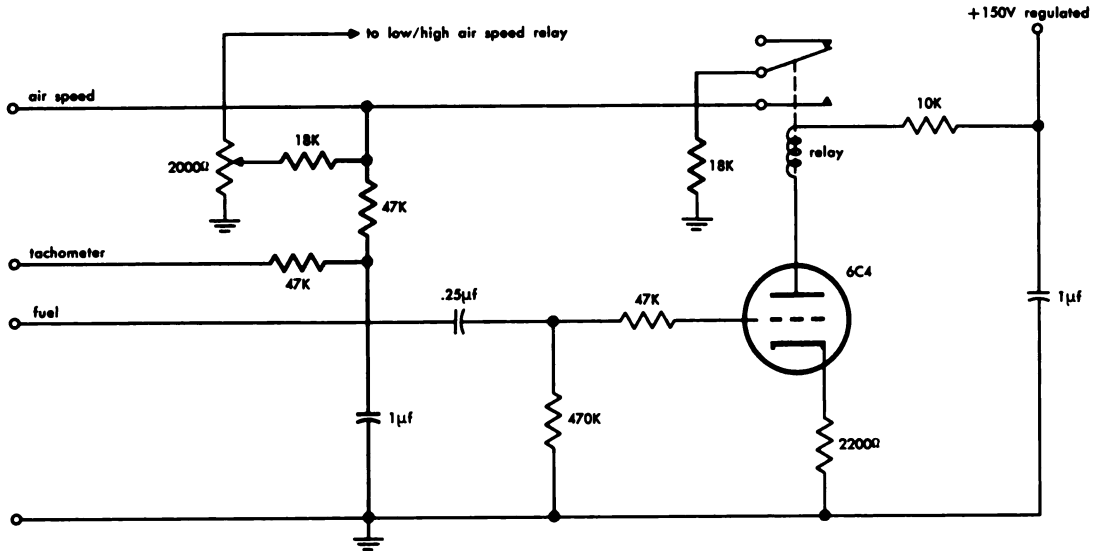 +150V regulated
to low/high air speed relay
air speed
10K
18K
2000Ω
relay
18K
47K
tachometer
47K
6C4
fuel
.25μf
47K
1μf
1μf
470K
2200Ω